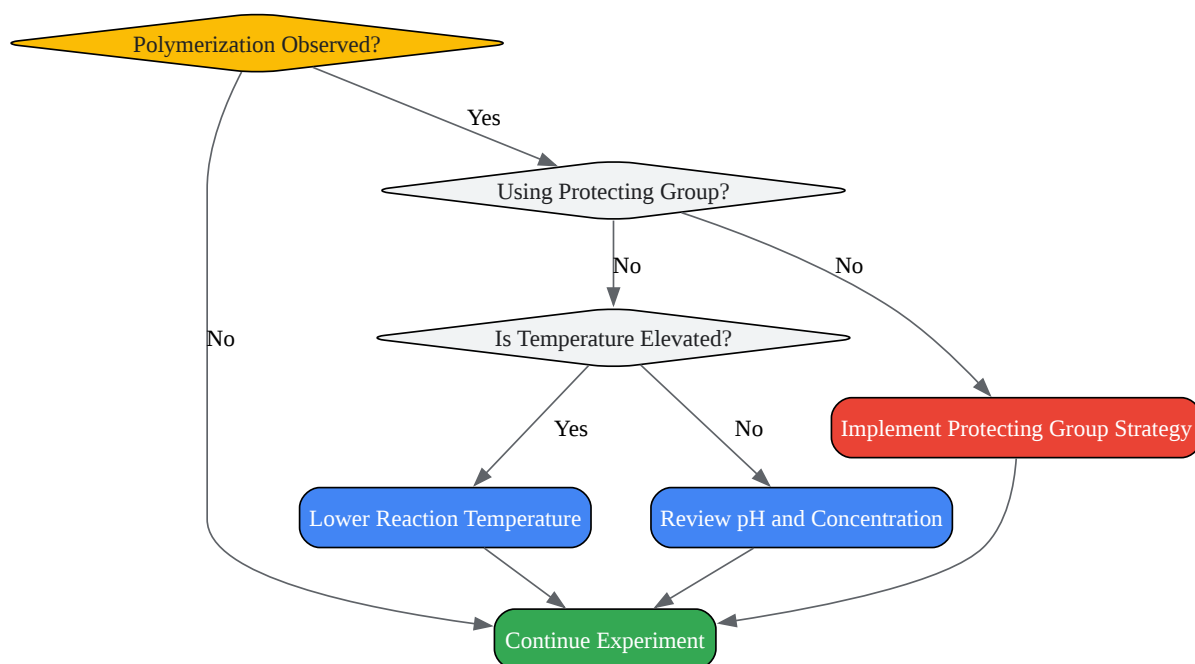 Polymerization Observed?
Yes
Using Protecting Group?
No
No
No
Is Temperature Elevated?
Yes
No
Implement Protecting Group Strategy
Lower Reaction Temperature
Review pH and Concentration
Continue Experiment